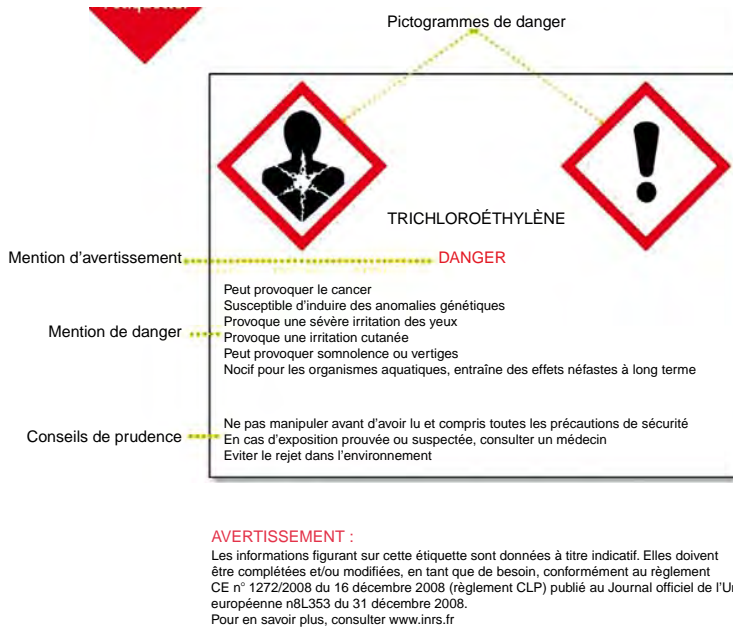 Pictogrammes de danger
TRICHLOROÉTHYLÈNE
Mention d'avertissement
DANGER
Mention de danger
Peut provoquer le cancer
Susceptible d'induire des anomalies génétiques
Provoque une sévère irritation des yeux
Provoque une irritation cutanée
Peut provoquer somnolence ou vertiges
Nocif pour les organismes aquatiques, entraîne des effets néfastes à long terme
Conseils de prudence
Ne pas manipuler avant d'avoir lu et compris toutes les précautions de sécurité
En cas d'exposition prouvée ou suspectée, consulter un médecin
Eviter le rejet dans l'environnement
AVERTISSEMENT :
Les informations figurant sur cette étiquette sont données à titre indicatif. Elles doivent
être complétées et/ou modifiées, en tant que de besoin, conformément au règlement
CE n° 1272/2008 du 16 décembre 2008 (règlement CLP) publié au Journal officiel de
européenne n8L353 du 31 décembre 2008.
Pour en savoir plus, consulter www.inrs.fr